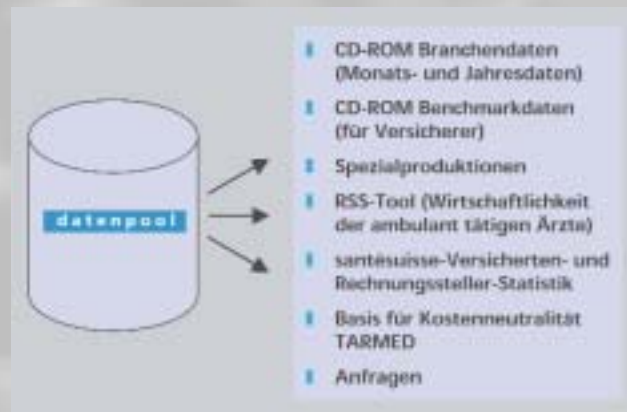 datenpool
CD-ROM Branchendaten
(Monats- und Jahresdaten)
CD-ROM Benchmarkdaten
(für Versicherer)
Spezialproduktionen
RSS-Tool (Wirtschaftlichkeit
der ambulant tätigen Ärzte)
santésuisse-Versicherten- und
Rechnungssteller-Statistik
Basis für Kostenneutralität
TARMED
Anfragen